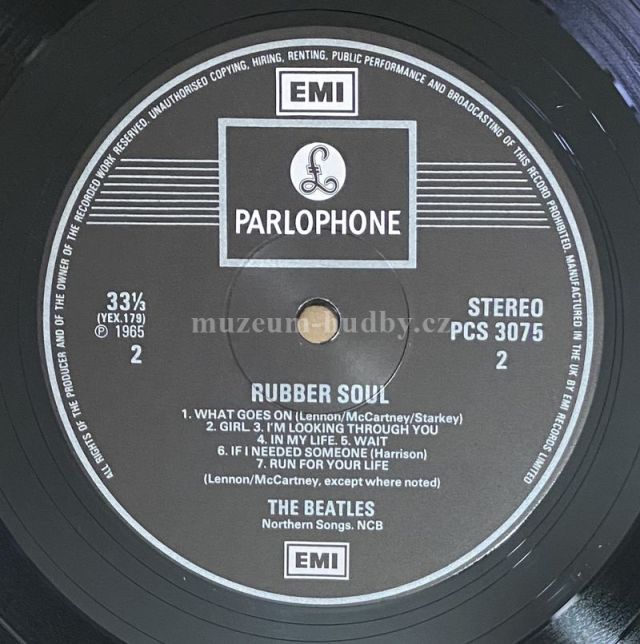 ALL RIGHTS OF THE PRODUCER AND OF THE OWNER OF THE RECORDED WORK RESERVED. UNAUTHORISED COPYING, HIRING, RENTING, PUBLIC PERFORMANCE AND BROADCASTING OF THIS RECORD PROHIBITED. MANUFACTURED IN THE UK BY EMI RECORDS LIMITED
EMI
£
PARLOPHONE
33⅓
(YEX.179)
Ⓟ 1965
2
STEREO
PCS 3075
2
muzeum-hudby.cz
RUBBER SOUL
1. WHAT GOES ON (Lennon/McCartney/Starkey)
2. GIRL. 3. I'M LOOKING THROUGH YOU
4. IN MY LIFE. 5. WAIT
6. IF I NEEDED SOMEONE (Harrison)
7. RUN FOR YOUR LIFE
(Lennon/McCartney, except where noted)
THE BEATLES
Northern Songs. NCB
EMI